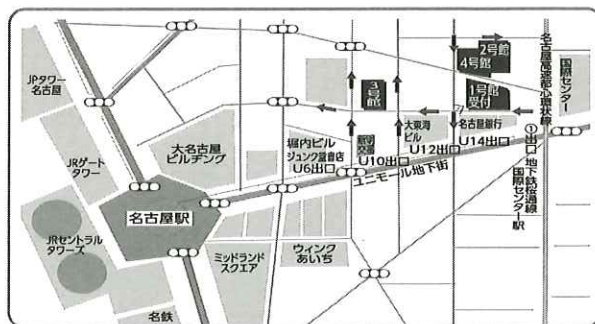 JPタワー
名古屋
JRゲート
タワー
JRセントラル
タワーズ
名古屋駅
名鉄
大名古屋
ビルヂング
堀内ビル
ジュンク堂書店
U6出口
ミッドランド
スクエア
ウィンク
あいち
ユニモール地下街
3号館
U10出口
大東海
ビル
U12出口
名古屋銀行
U14出口
2号館
4号館
1号館
受付
国際センター
名古屋高速都心環状線
①出口
地下鉄桜通線
国際センター駅